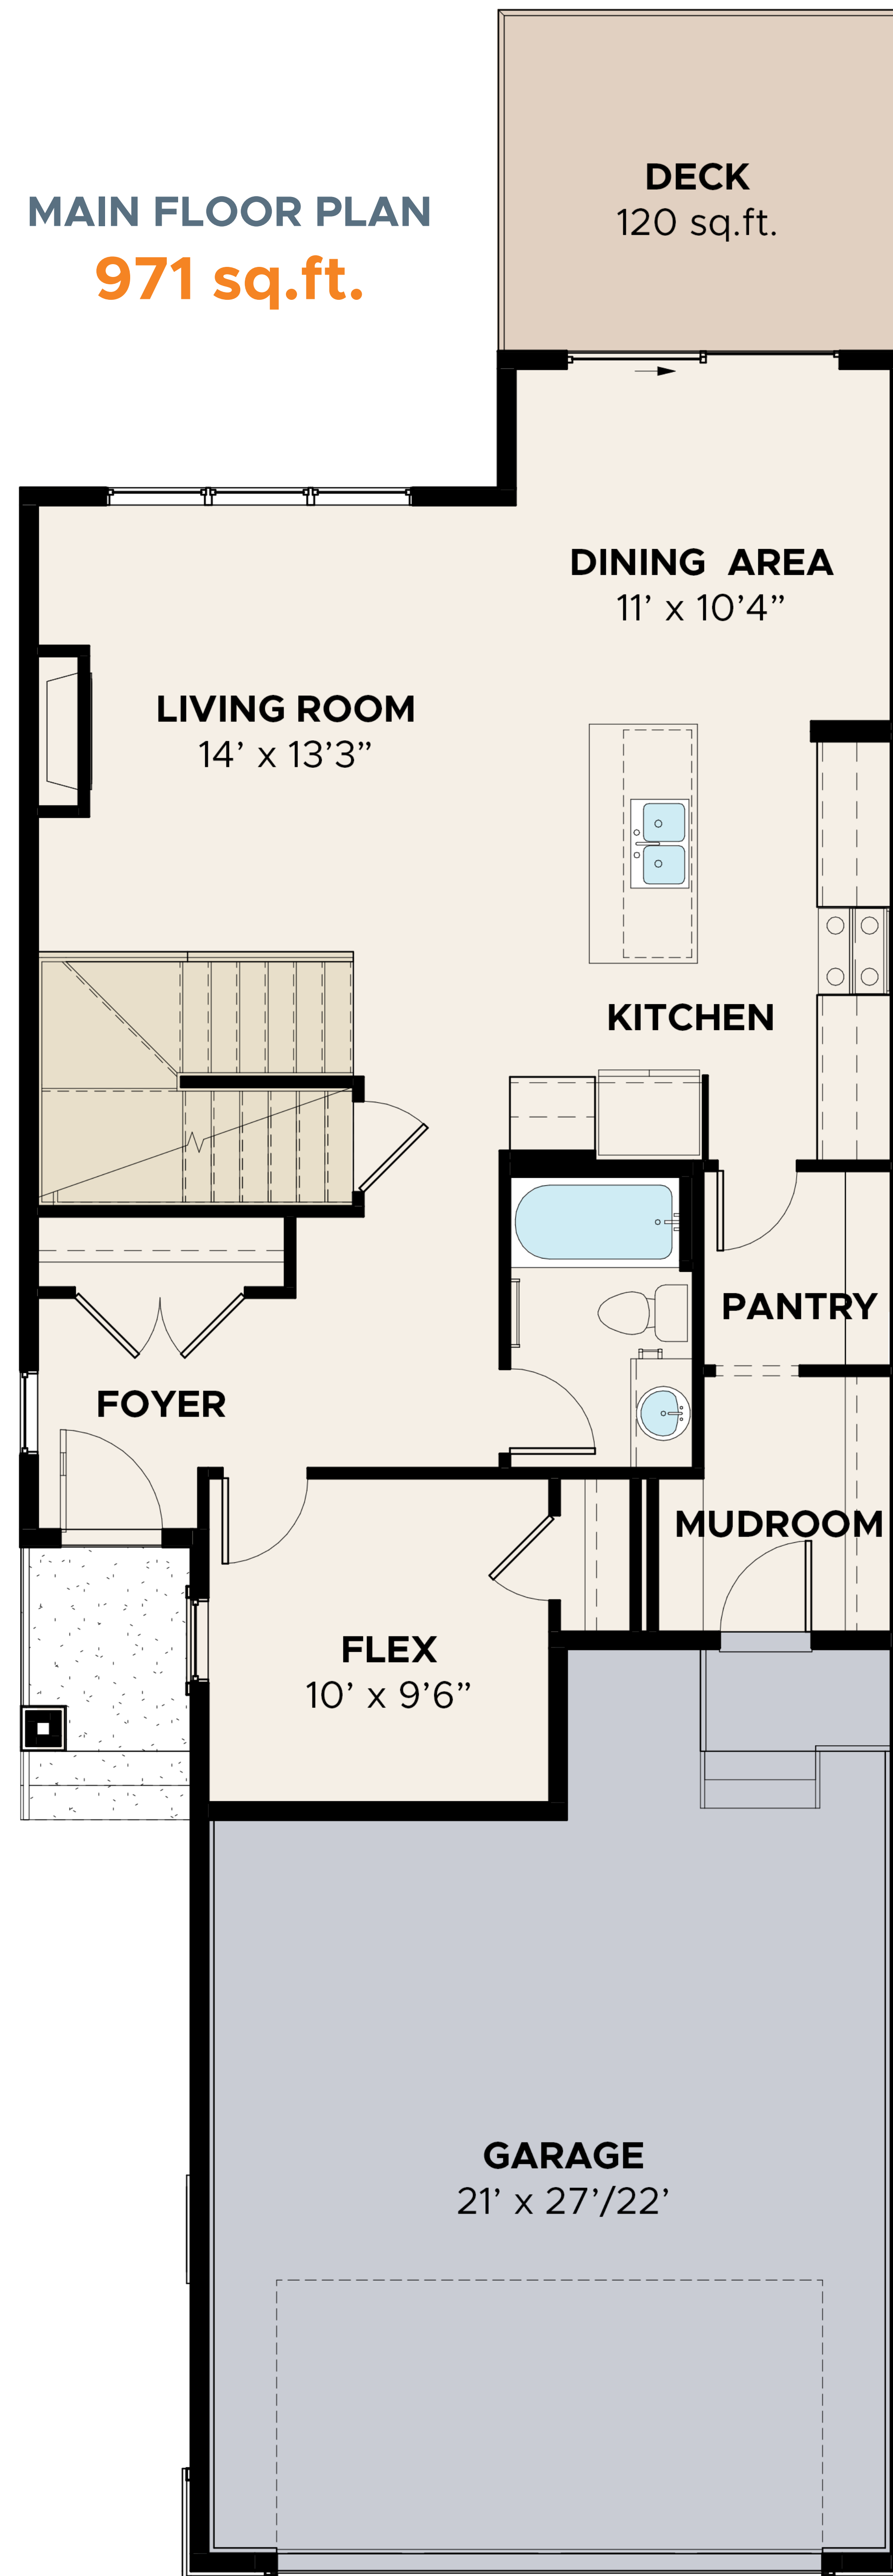 DECK
120 sq.ft.
MAIN FLOOR PLAN
971 sq.ft.
DINING AREA
11’ x 10’4”
LIVING ROOM
14’ x 13’3”
KITCHEN
PANTRY
FOYER
MUDROOM
FLEX
10’ x 9’6”
GARAGE
21’ x 27’/22’